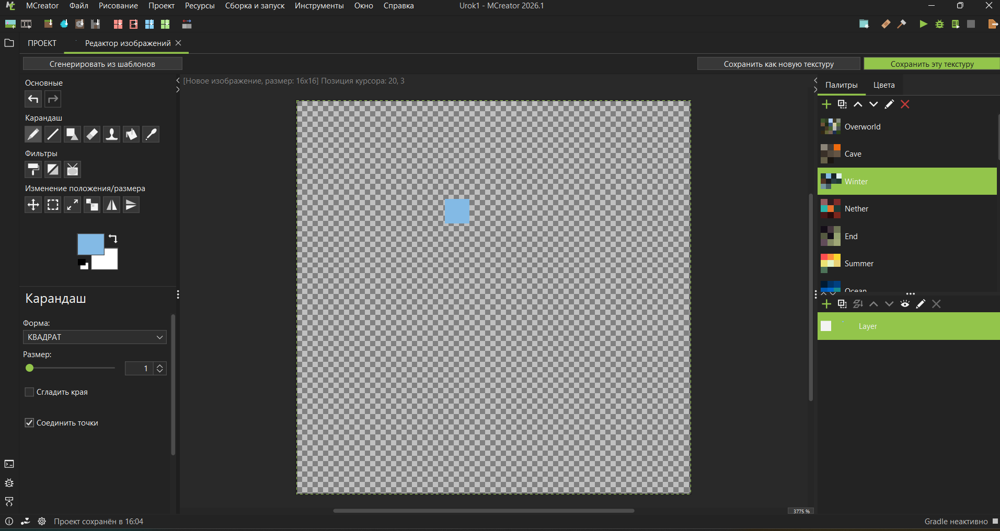 MCreator Файл Рисование Проект Ресурсы Сборка и запуск Инструменты Окно Справка Urok1 - MCreator 2026.1
ПРОЕКТ Редактор изображений
Сгенерировать из шаблонов Сохранить как новую текстуру Сохранить эту текстуру
Основные
[Новое изображение, размер: 16x16] Позиция курсора: 20, 3
Палитры Цвета
Карандаш
Overworld
Фильтры
Cave
Изменение положения/размера
Winter
Nether
End
Summer
Ocean
Карандаш
Форма:
КВАДРАТ
Layer
Размер:
1
Сгладить края
Соединить точки
3775 %
Проект сохранён в 16:04 Gradle неактивно